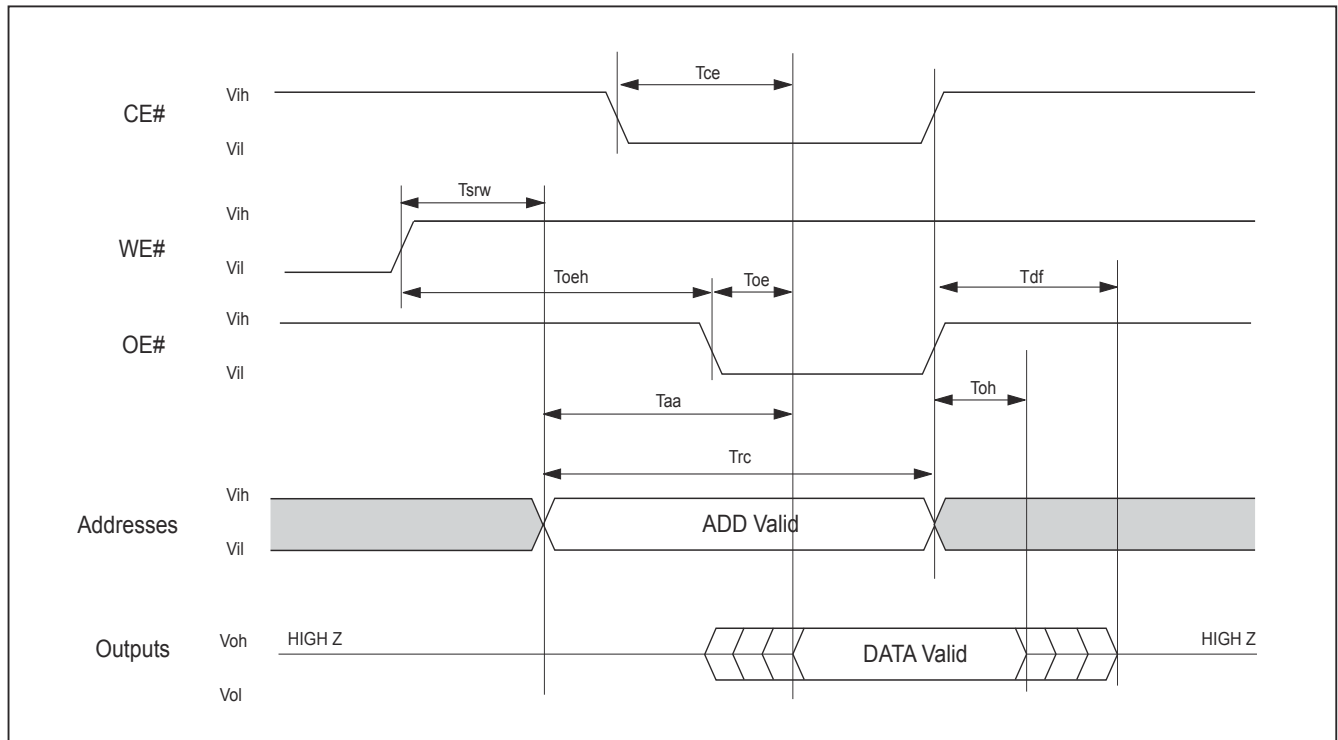 Tce
CE#
Vih
Vil
Tsrw
WE#
Vih
Vil
Toeh
Toe
Tdf
OE#
Vih
Vil
Taa
Toh
Trc
Addresses
Vih
Vil
ADD Valid
Outputs
Voh
Vol
HIGH Z
DATA Valid
HIGH Z